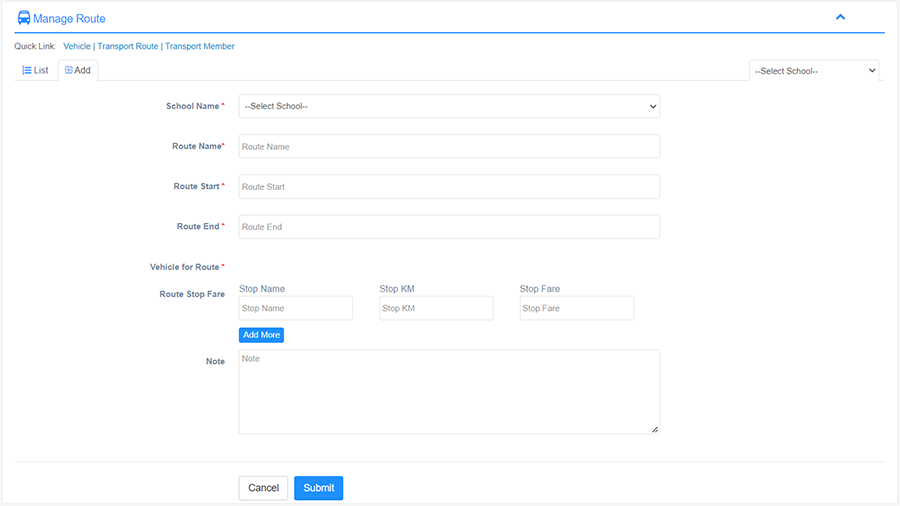 Manage Route
Quick Link: Vehicle | Transport Route | Transport Member
List Add --Select School--
School Name * --Select School--
Route Name* Route Name
Route Start * Route Start
Route End * Route End
Vehicle for Route *
Route Stop Fare Stop Name Stop KM Stop Fare
Stop Name Stop KM Stop Fare
Add More
Note Note
Cancel Submit